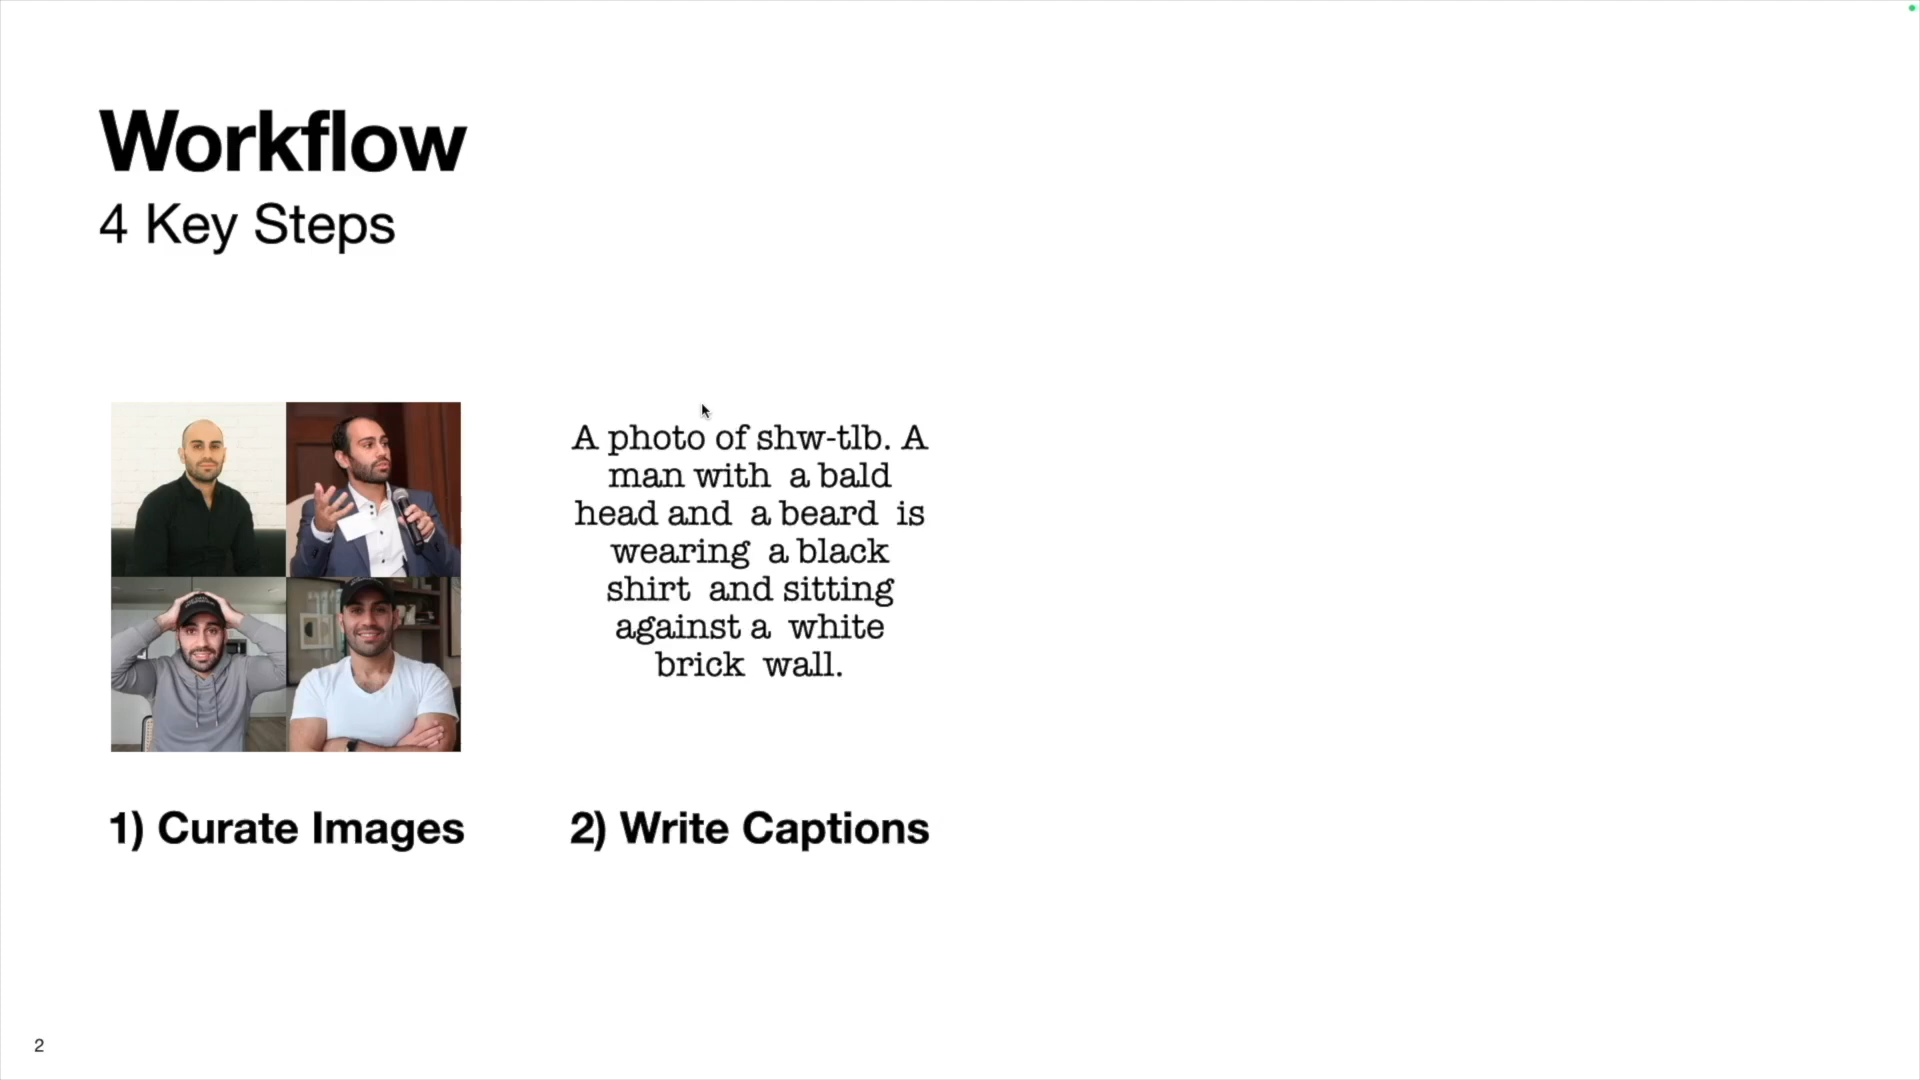 Workflow
4 Key Steps
A photo of shw-tlb. A
man with a bald
head and a beard is
wearing a black
shirt and sitting
against a white
brick wall.
1) Curate Images
2) Write Captions
2